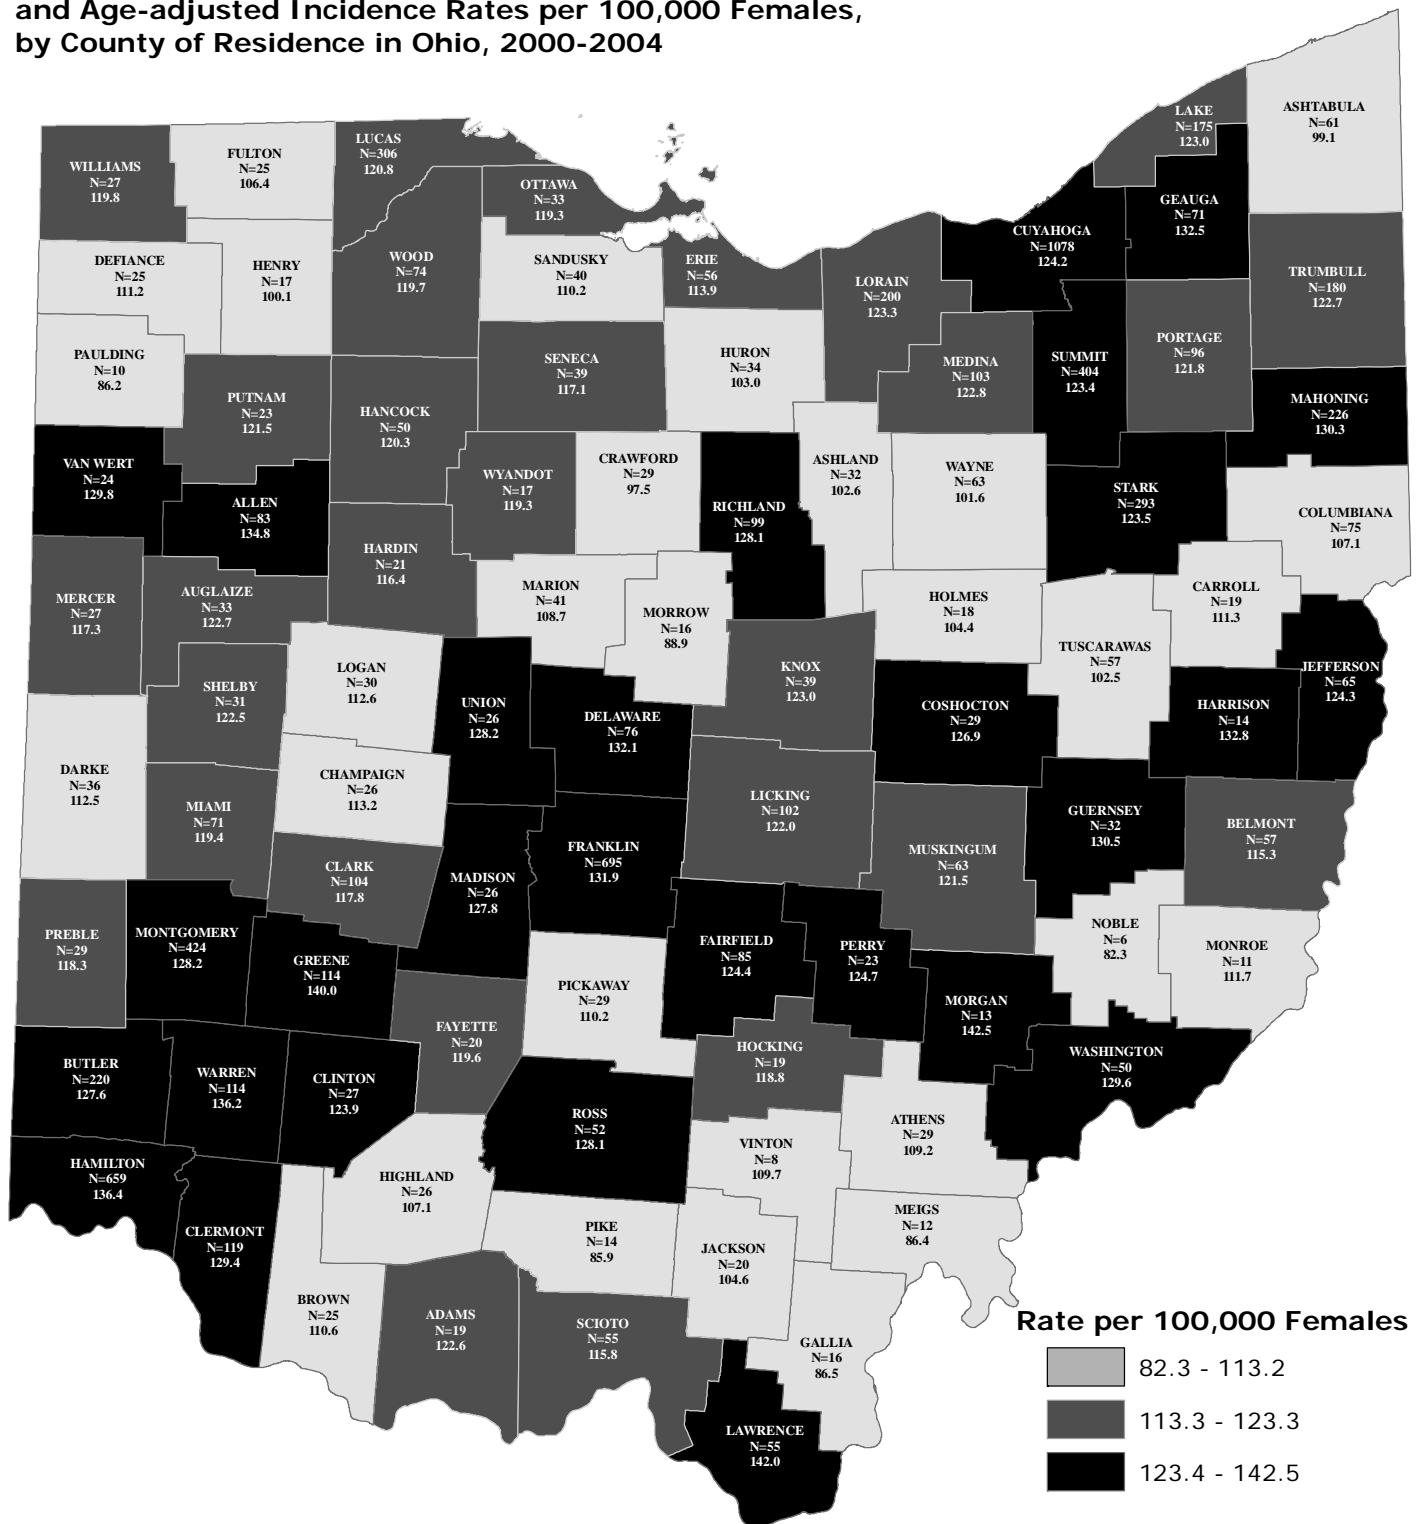 and Age-adjusted Incidence Rates per 100,000 Females,
by County of Residence in Ohio, 2000-2004
WILLIAMS
N=27
119.8
FULTON
N=25
106.4
LUCAS
N=306
120.8
OTTAWA
N=33
119.3
LAKE
N=175
123.0
ASHTABULA
N=61
99.1
GEAUGA
N=71
132.5
CUYAHOGA
N=1078
124.2
DEFIANCE
N=25
111.2
HENRY
N=17
100.1
WOOD
N=74
119.7
SANDUSKY
N=40
110.2
ERIE
N=56
113.9
LORAIN
N=200
123.3
TRUMBULL
N=180
122.7
PAULDING
N=10
86.2
PUTNAM
N=23
121.5
HANCOCK
N=50
120.3
SENECA
N=39
117.1
HURON
N=34
103.0
MEDINA
N=103
122.8
SUMMIT
N=404
123.4
PORTAGE
N=96
121.8
MAHONING
N=226
130.3
VAN WERT
N=24
129.8
ALLEN
N=83
134.8
WYANDOT
N=17
119.3
CRAWFORD
N=29
97.5
RICHLAND
N=99
128.1
ASHLAND
N=32
102.6
WAYNE
N=63
101.6
STARK
N=293
123.5
COLUMBIANA
N=75
107.1
MERCER
N=27
117.3
AUGLAIZE
N=33
122.7
HARDIN
N=21
116.4
MARION
N=41
108.7
MORROW
N=16
88.9
HOLMES
N=18
104.4
CARROLL
N=19
111.3
TUSCARAWAS
N=57
102.5
JEFFERSON
N=65
124.3
SHELBY
N=31
122.5
LOGAN
N=30
112.6
UNION
N=26
128.2
DELAWARE
N=76
132.1
KNOX
N=39
123.0
COSHOCTON
N=29
126.9
HARRISON
N=14
132.8
DARKE
N=36
112.5
MIAMI
N=71
119.4
CHAMPAIGN
N=26
113.2
LICKING
N=102
122.0
GUERNSEY
N=32
130.5
BELMONT
N=57
115.3
CLARK
N=104
117.8
MADISON
N=26
127.8
FRANKLIN
N=695
131.9
MUSKINGUM
N=63
121.5
PREBLE
N=29
118.3
MONTGOMERY
N=424
128.2
GREENE
N=114
140.0
FAIRFIELD
N=85
124.4
PERRY
N=23
124.7
NOBLE
N=6
82.3
MONROE
N=11
111.7
PICKAWAY
N=29
110.2
MORGAN
N=13
142.5
FAYETTE
N=20
119.6
HOCKING
N=19
118.8
WASHINGTON
N=50
129.6
BUTLER
N=220
127.6
WARREN
N=114
136.2
CLINTON
N=27
123.9
ROSS
N=52
128.1
ATHENS
N=29
109.2
VINTON
N=8
109.7
HAMILTON
N=659
136.4
HIGHLAND
N=26
107.1
CLERMONT
N=119
129.4
PIKE
N=14
85.9
MEIGS
N=12
86.4
JACKSON
N=20
104.6
BROWN
N=25
110.6
ADAMS
N=19
122.6
SCIOTO
N=55
115.8
GALLIA
N=16
86.5
LAWRENCE
N=55
142.0
Rate per 100,000 Females
82.3 - 113.2
113.3 - 123.3
123.4 - 142.5